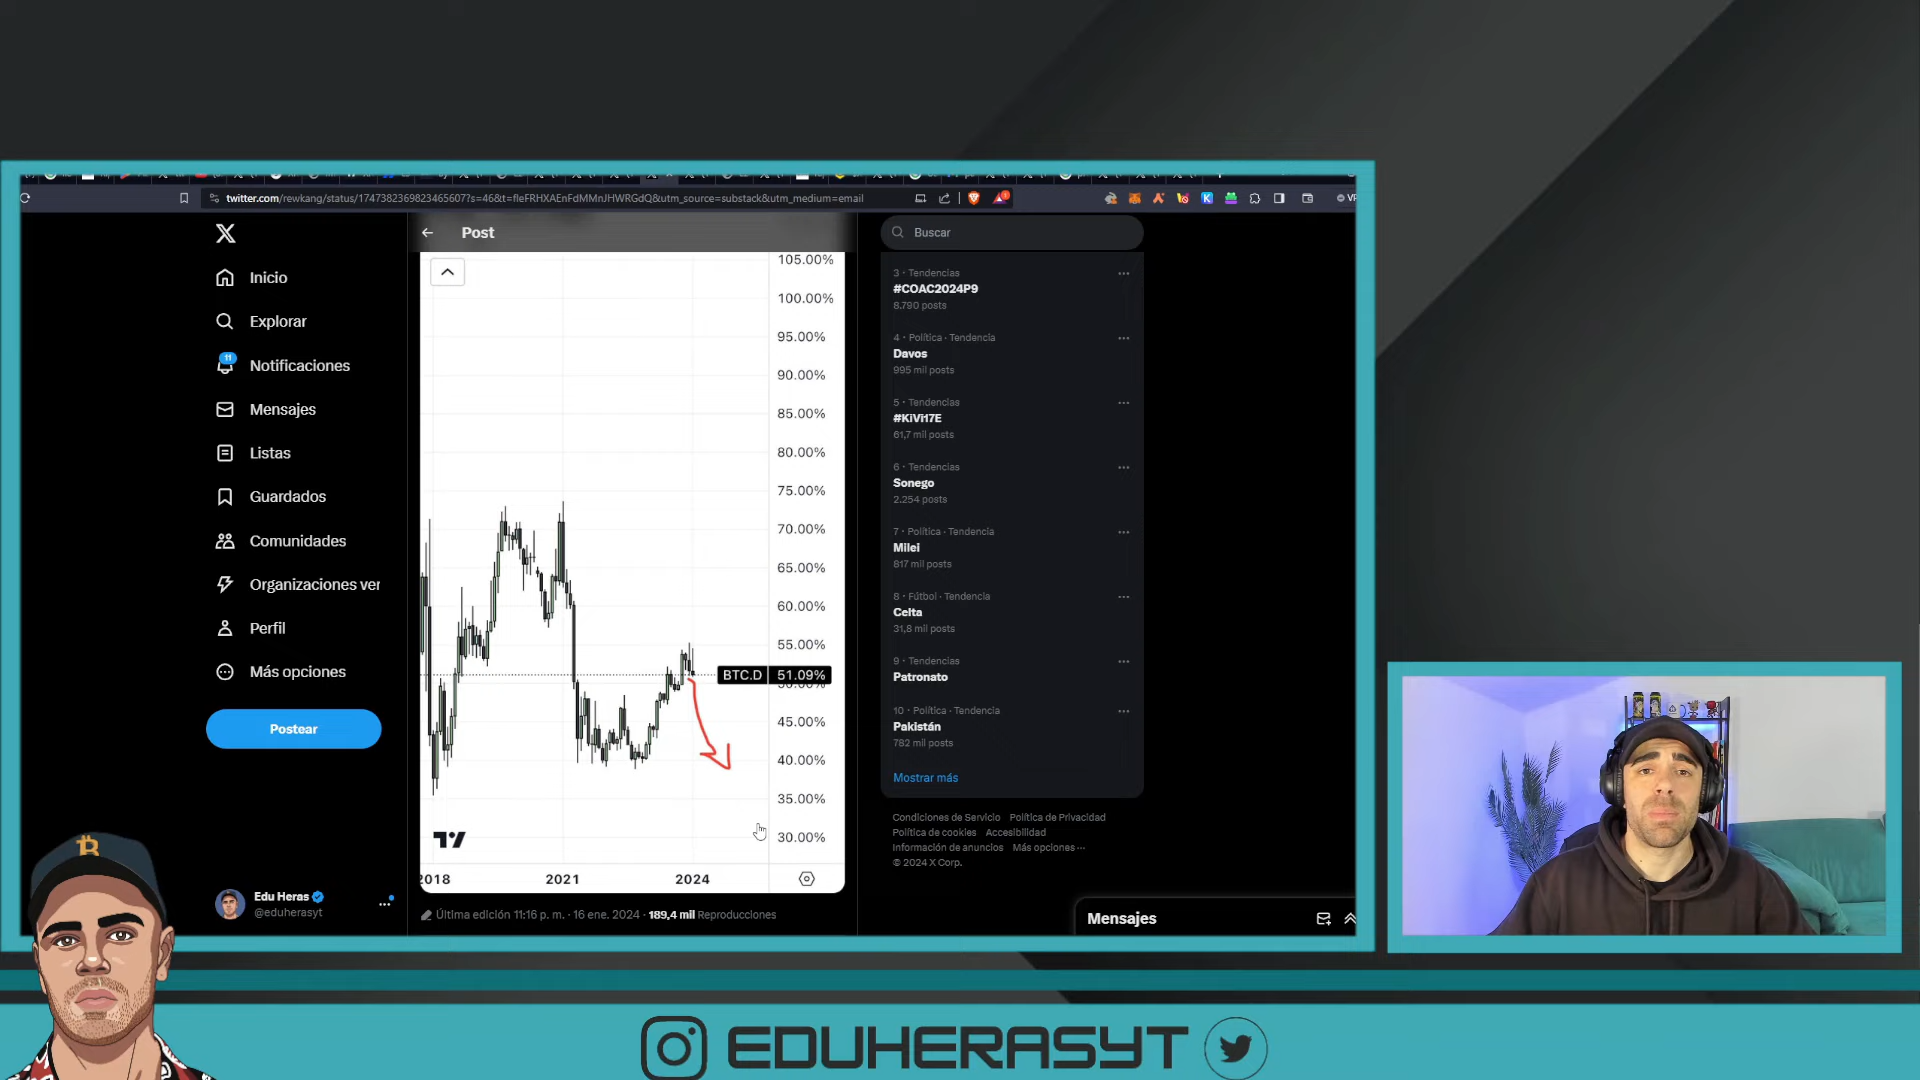 twitter.com/rewkang/status/1747382369823465607?s=46&t=fleFRHXAEnFdMMnJHWRGdQ&utm_source=substack&utm_medium=email
Inicio
Explorar
11
Notificaciones
Mensajes
Listas
Guardados
Comunidades
Organizaciones ver
Perfil
Más opciones
Postear
Edu Heras
@eduherasyt
Post
105.00%
100.00%
95.00%
90.00%
85.00%
80.00%
75.00%
70.00%
65.00%
60.00%
55.00%
BTC.D 51.09%
45.00%
40.00%
35.00%
30.00%
2018 2021 2024
Última edición 11:16 p. m. · 16 ene. 2024 · 189,4 mil Reproducciones
Buscar
3 · Tendencias
#COAC2024P9
8.790 posts
4 · Política · Tendencia
Davos
995 mil posts
5 · Tendencias
#KiVi17E
61,7 mil posts
6 · Tendencias
Sonego
2.254 posts
7 · Política · Tendencia
Milei
817 mil posts
8 · Fútbol · Tendencia
Celta
31,8 mil posts
9 · Tendencias
Patronato
10 · Política · Tendencia
Pakistán
782 mil posts
Mostrar más
Condiciones de Servicio Política de Privacidad
Política de cookies Accesibilidad
Información de anuncios Más opciones ···
© 2024 X Corp.
Mensajes
EDUHERASYT